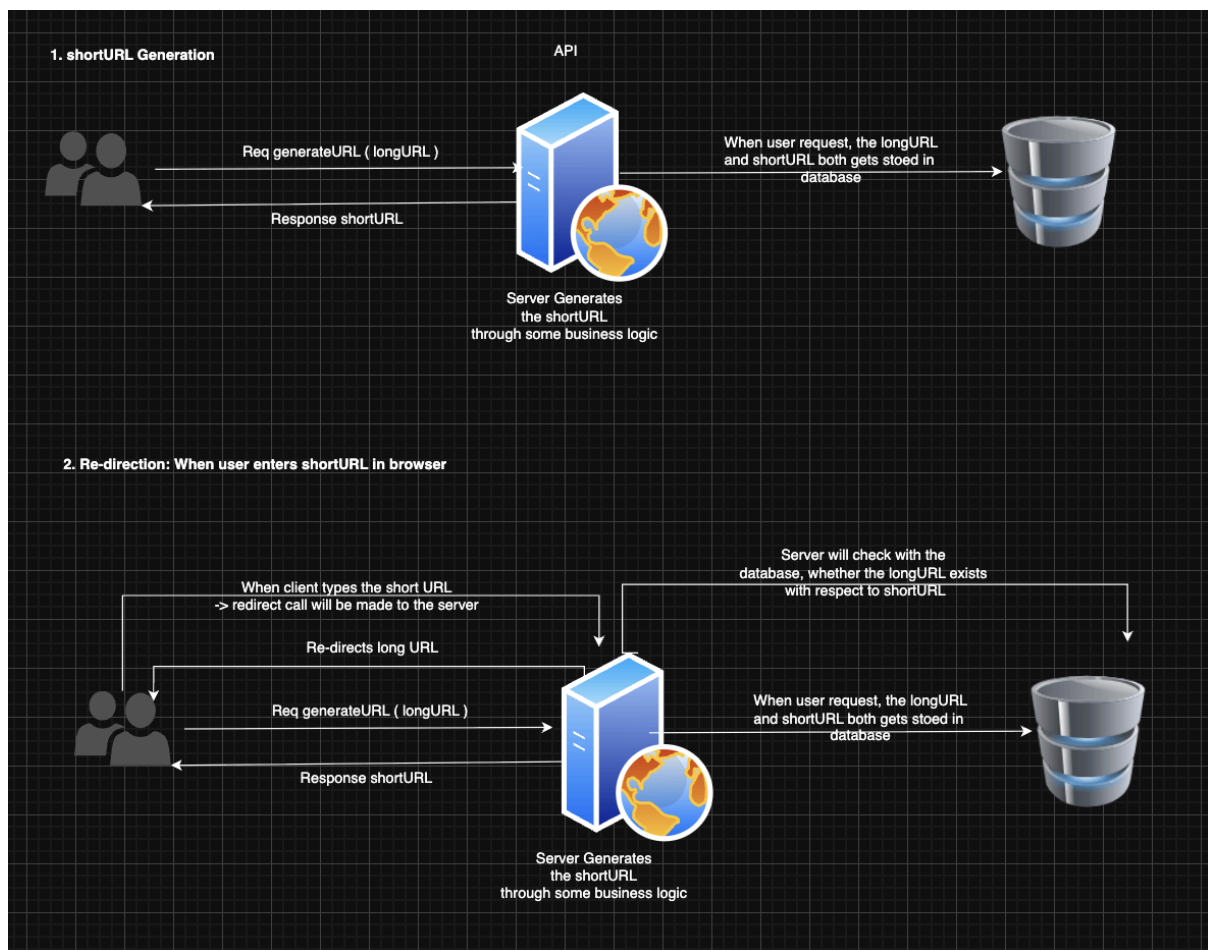 1. shortURL Generation
API
Req generateURL ( longURL )
Response shortURL
When user request, the longURL
and shortURL both gets stoed in
database
Server Generates
the shortURL
through some business logic
2. Re-direction: When user enters shortURL in browser
When client types the short URL
-> redirect call will be made to the server
Server will check with the
database, whether the longURL exists
with respect to shortURL
Re-directs long URL
Req generateURL ( longURL )
Response shortURL
When user request, the longURL
and shortURL both gets stoed in
database
Server Generates
the shortURL
through some business logic